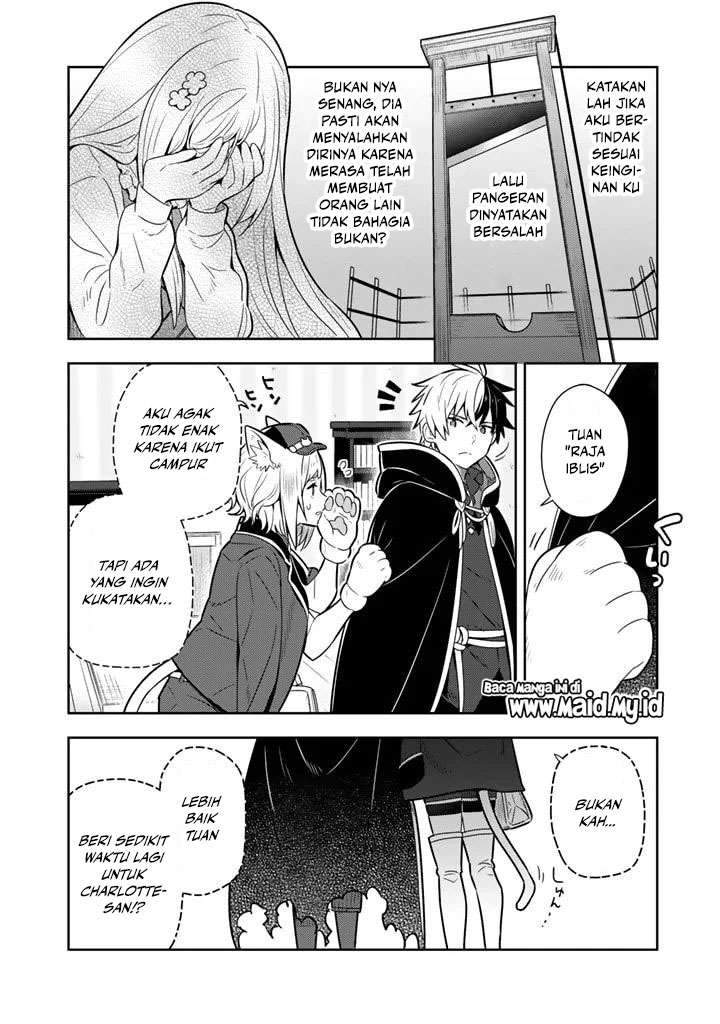 KATAKAN
LAH JIKA
AKU BER-
TINDAK
SESUAI
KEINGI-
NAN KU
LALU
PANGERAN
DINYATAKAN
BERSALAH
BUKAN NYA
SENANG, DIA
PASTI AKAN
MENYALAHKAN
DIRINYA KARENA
MERASA TELAH
MEMBUAT
ORANG LAIN
TIDAK BAHAGIA
BUKAN?
TUAN
"RAJA
IBLIS"
AKU AGAK
TIDAK ENAK
KARENA IKUT
CAMPUR
TAPI ADA
YANG INGIN
KUKATAKAN...
BACA MANGA INI DI
WWW.MAID.MY.ID
BUKAN
KAH...
しゅん
LEBIH
BAIK
TUAN
BERI SEDIKIT
WAKTU LAGI
UNTUK
CHARLOTTE-
SAN!?